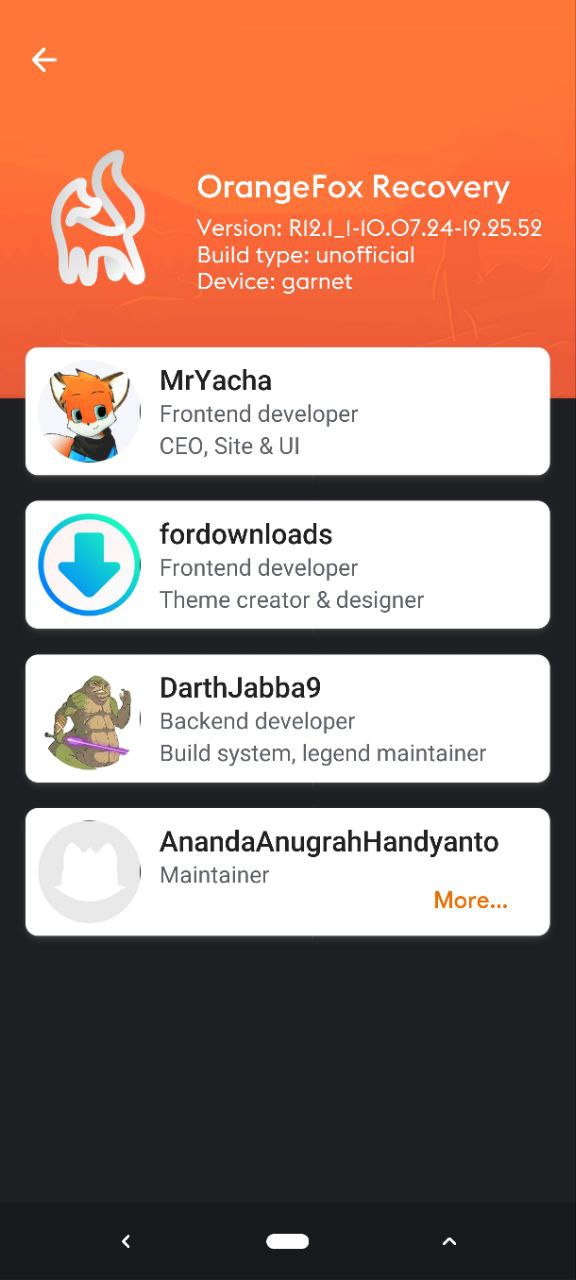 OrangeFox Recovery
Version: R12.1_1-10.07.24-19.25.52
Build type: unofficial
Device: garnet
MrYacha
Frontend developer
CEO, Site & UI
fordownloads
Frontend developer
Theme creator & designer
DarthJabba9
Backend developer
Build system, legend maintainer
AnandaAnugrahHandyanto
Maintainer
More...